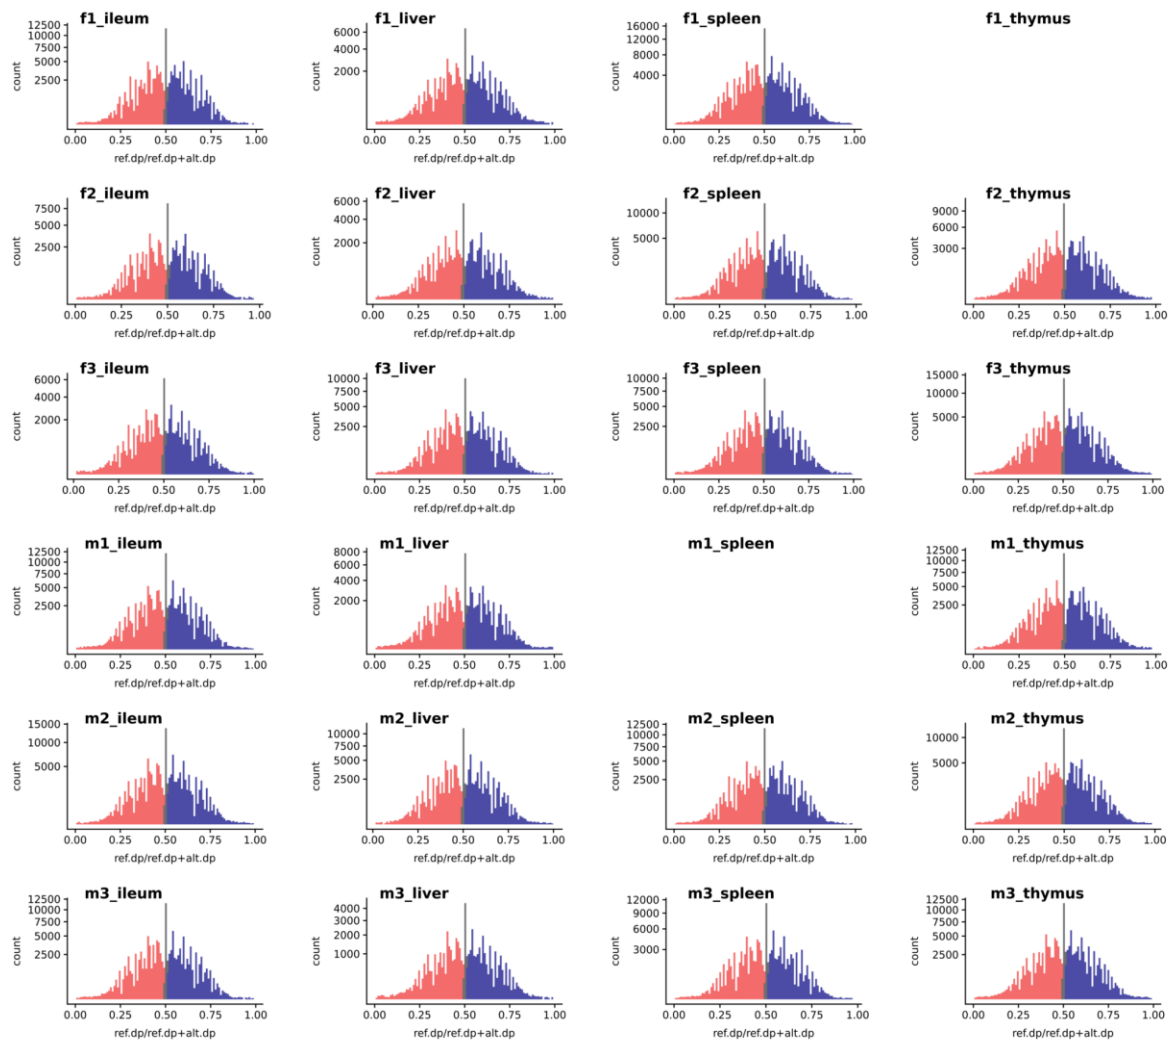 f1_ileum
12500
10000
7500
5000
2500
count
0.00 0.25 0.50 0.75 1.00
ref.dp/ref.dp+alt.dp
f1_liver
6000
4000
2000
count
0.00 0.25 0.50 0.75 1.00
ref.dp/ref.dp+alt.dp
f1_spleen
16000
12000
8000
4000
count
0.00 0.25 0.50 0.75 1.00
ref.dp/ref.dp+alt.dp
f1_thymus
f2_ileum
7500
5000
2500
count
0.00 0.25 0.50 0.75 1.00
ref.dp/ref.dp+alt.dp
f2_liver
6000
4000
2000
count
0.00 0.25 0.50 0.75 1.00
ref.dp/ref.dp+alt.dp
f2_spleen
10000
5000
count
0.00 0.25 0.50 0.75 1.00
ref.dp/ref.dp+alt.dp
f2_thymus
9000
6000
3000
count
0.00 0.25 0.50 0.75 1.00
ref.dp/ref.dp+alt.dp
f3_ileum
6000
4000
2000
count
0.00 0.25 0.50 0.75 1.00
ref.dp/ref.dp+alt.dp
f3_liver
10000
7500
5000
2500
count
0.00 0.25 0.50 0.75 1.00
ref.dp/ref.dp+alt.dp
f3_spleen
10000
7500
5000
2500
count
0.00 0.25 0.50 0.75 1.00
ref.dp/ref.dp+alt.dp
f3_thymus
15000
10000
5000
count
0.00 0.25 0.50 0.75 1.00
ref.dp/ref.dp+alt.dp
m1_ileum
12500
10000
7500
5000
2500
count
0.00 0.25 0.50 0.75 1.00
ref.dp/ref.dp+alt.dp
m1_liver
8000
6000
4000
2000
count
0.00 0.25 0.50 0.75 1.00
ref.dp/ref.dp+alt.dp
m1_spleen
m1_thymus
12500
10000
7500
5000
2500
count
0.00 0.25 0.50 0.75 1.00
ref.dp/ref.dp+alt.dp
m2_ileum
15000
10000
5000
count
0.00 0.25 0.50 0.75 1.00
ref.dp/ref.dp+alt.dp
m2_liver
10000
7500
5000
2500
count
0.00 0.25 0.50 0.75 1.00
ref.dp/ref.dp+alt.dp
m2_spleen
12500
10000
7500
5000
2500
count
0.00 0.25 0.50 0.75 1.00
ref.dp/ref.dp+alt.dp
m2_thymus
10000
5000
count
0.00 0.25 0.50 0.75 1.00
ref.dp/ref.dp+alt.dp
m3_ileum
12500
10000
7500
5000
2500
count
0.00 0.25 0.50 0.75 1.00
ref.dp/ref.dp+alt.dp
m3_liver
4000
3000
2000
1000
count
0.00 0.25 0.50 0.75 1.00
ref.dp/ref.dp+alt.dp
m3_spleen
12000
9000
6000
3000
count
0.00 0.25 0.50 0.75 1.00
ref.dp/ref.dp+alt.dp
m3_thymus
12500
10000
7500
5000
2500
count
0.00 0.25 0.50 0.75 1.00
ref.dp/ref.dp+alt.dp